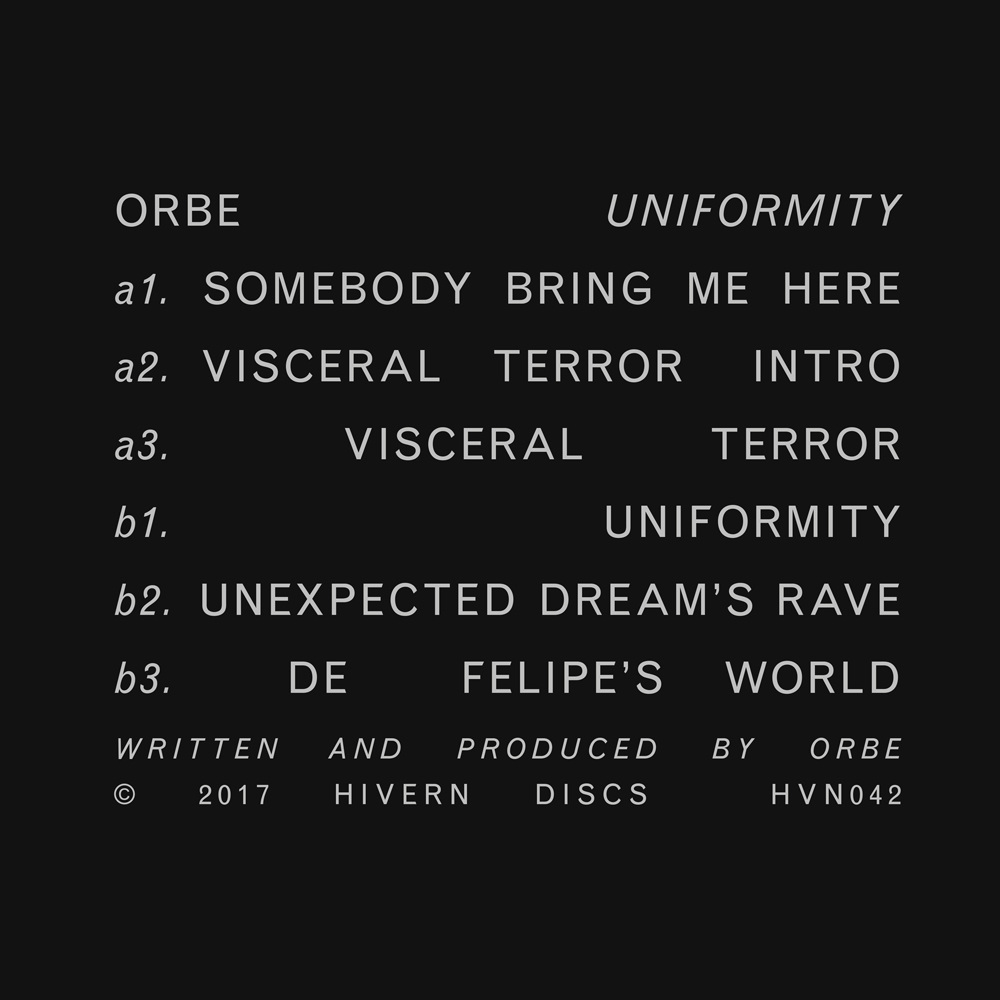 ORBE UNIFORMITY
a1. SOMEBODY BRING ME HERE
a2. VISCERAL TERROR INTRO
a3. VISCERAL TERROR
b1. UNIFORMITY
b2. UNEXPECTED DREAM’S RAVE
b3. DE FELIPE’S WORLD
WRITTEN AND PRODUCED BY ORBE
© 2017 HIVERN DISCS HVN042